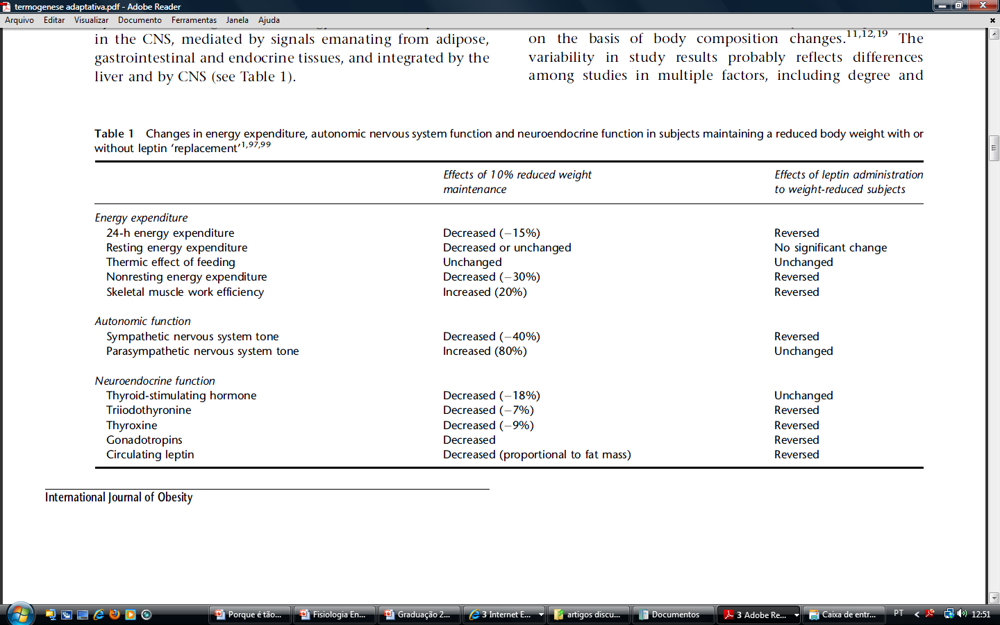 termogenese adaptativa.pdf - Adobe Reader
Arquivo Editar Visualizar Documento Ferramentas Janela Ajuda
in the CNS, mediated by signals emanating from adipose,
gastrointestinal and endocrine tissues, and integrated by the
liver and by CNS (see Table 1).
on the basis of body composition changes.11,12,19 The
variability in study results probably reflects differences
among studies in multiple factors, including degree and
Table 1 Changes in energy expenditure, autonomic nervous system function and neuroendocrine function in subjects maintaining a reduced body weight with or
without leptin ‘replacement’1,97,99
Effects of 10% reduced weight maintenance
Effects of leptin administration to weight-reduced subjects
Energy expenditure
24-h energy expenditure Decreased (−15%) Reversed
Resting energy expenditure Decreased or unchanged No significant change
Thermic effect of feeding Unchanged Unchanged
Nonresting energy expenditure Decreased (−30%) Reversed
Skeletal muscle work efficiency Increased (20%) Reversed
Autonomic function
Sympathetic nervous system tone Decreased (−40%) Reversed
Parasympathetic nervous system tone Increased (80%) Unchanged
Neuroendocrine function
Thyroid-stimulating hormone Decreased (−18%) Unchanged
Triiodothyronine Decreased (−7%) Reversed
Thyroxine Decreased (−9%) Reversed
Gonadotropins Decreased Reversed
Circulating leptin Decreased (proportional to fat mass) Reversed
International Journal of Obesity
Porque é tão... Fisiologia En... Graduação 2... 3 Internet E... artigos discu... Documentos 3 Adobe Re... Caixa de entr... PT 12:51